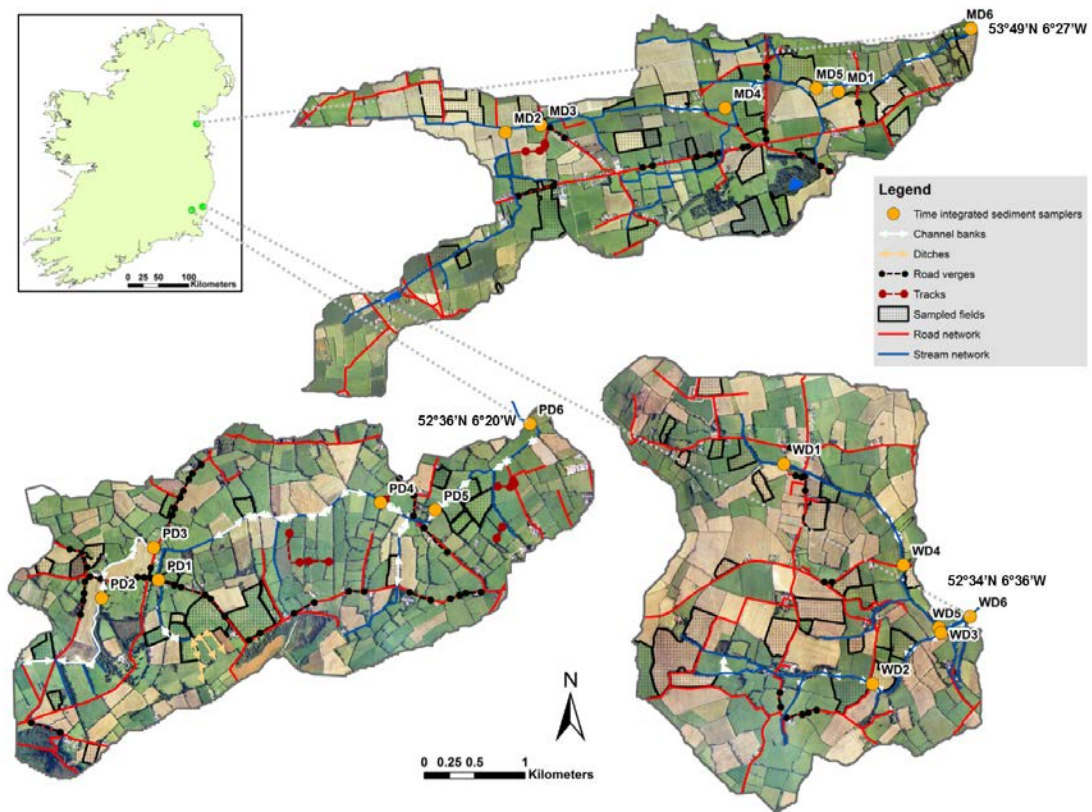 MD6
53°49'N 6°27'W
MD5
MD1
MD4
MD3
MD2
0 25 50 100
Kilometers
Legend
Time integrated sediment samplers
Channel banks
Ditches
Road verges
Tracks
Sampled fields
Road network
Stream network
52°36'N 6°20'W
PD6
PD4
PD5
PD3
PD1
PD2
WD1
WD4
52°34'N 6°36'W
WD5
WD6
WD3
WD2
N
0 0.25 0.5 1
Kilometers